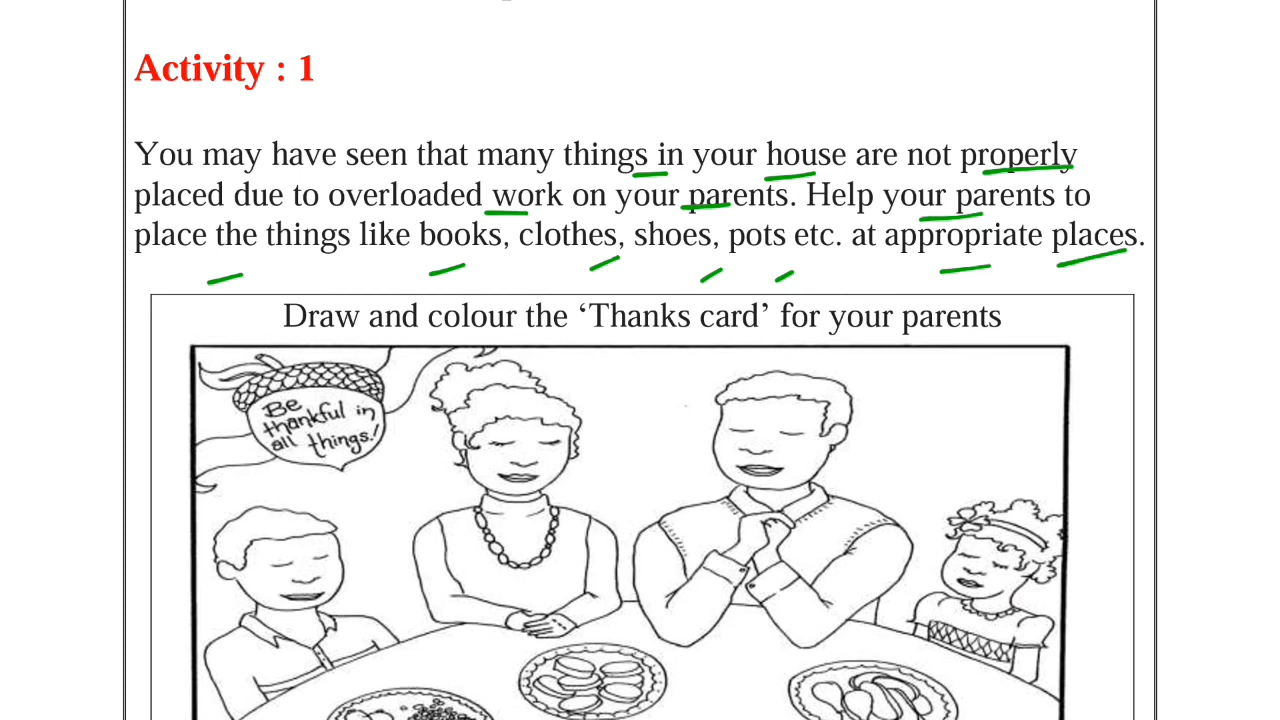 Activity : 1
You may have seen that many things in your house are not properly
placed due to overloaded work on your parents. Help your parents to
place the things like books, clothes, shoes, pots etc. at appropriate places.
Draw and colour the ‘Thanks card’ for your parents
Be
thankful in
all things!